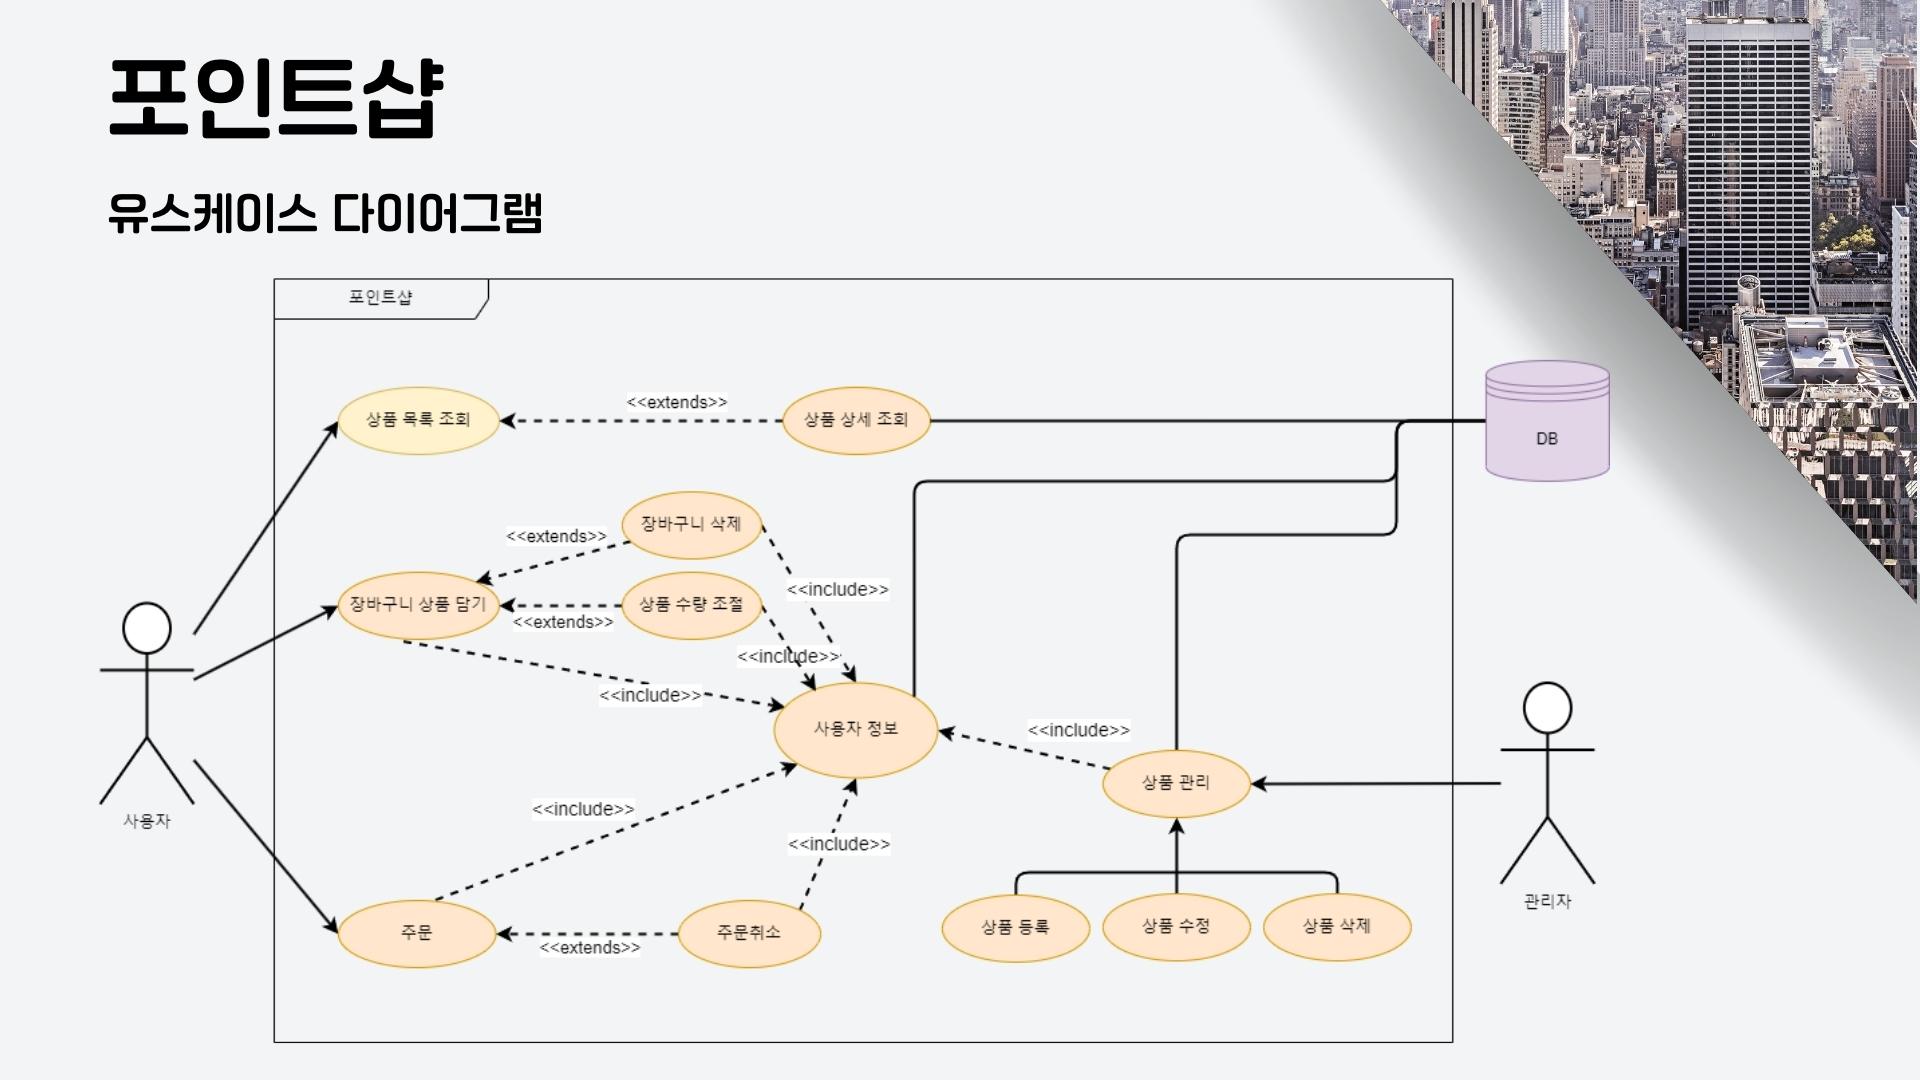 포인트샵
유스케이스 다이어그램
포인트샵
상품 목록 조회
<<extends>>
상품 상세 조회
DB
장바구니 삭제
<<extends>>
<<include>>
장바구니 상품 담기
상품 수량 조절
<<extends>>
<<include>>
<<include>>
사용자 정보
<<include>>
상품 관리
<<include>>
사용자
<<include>>
주문
주문취소
<<extends>>
상품 등록
상품 수정
상품 삭제
관리자